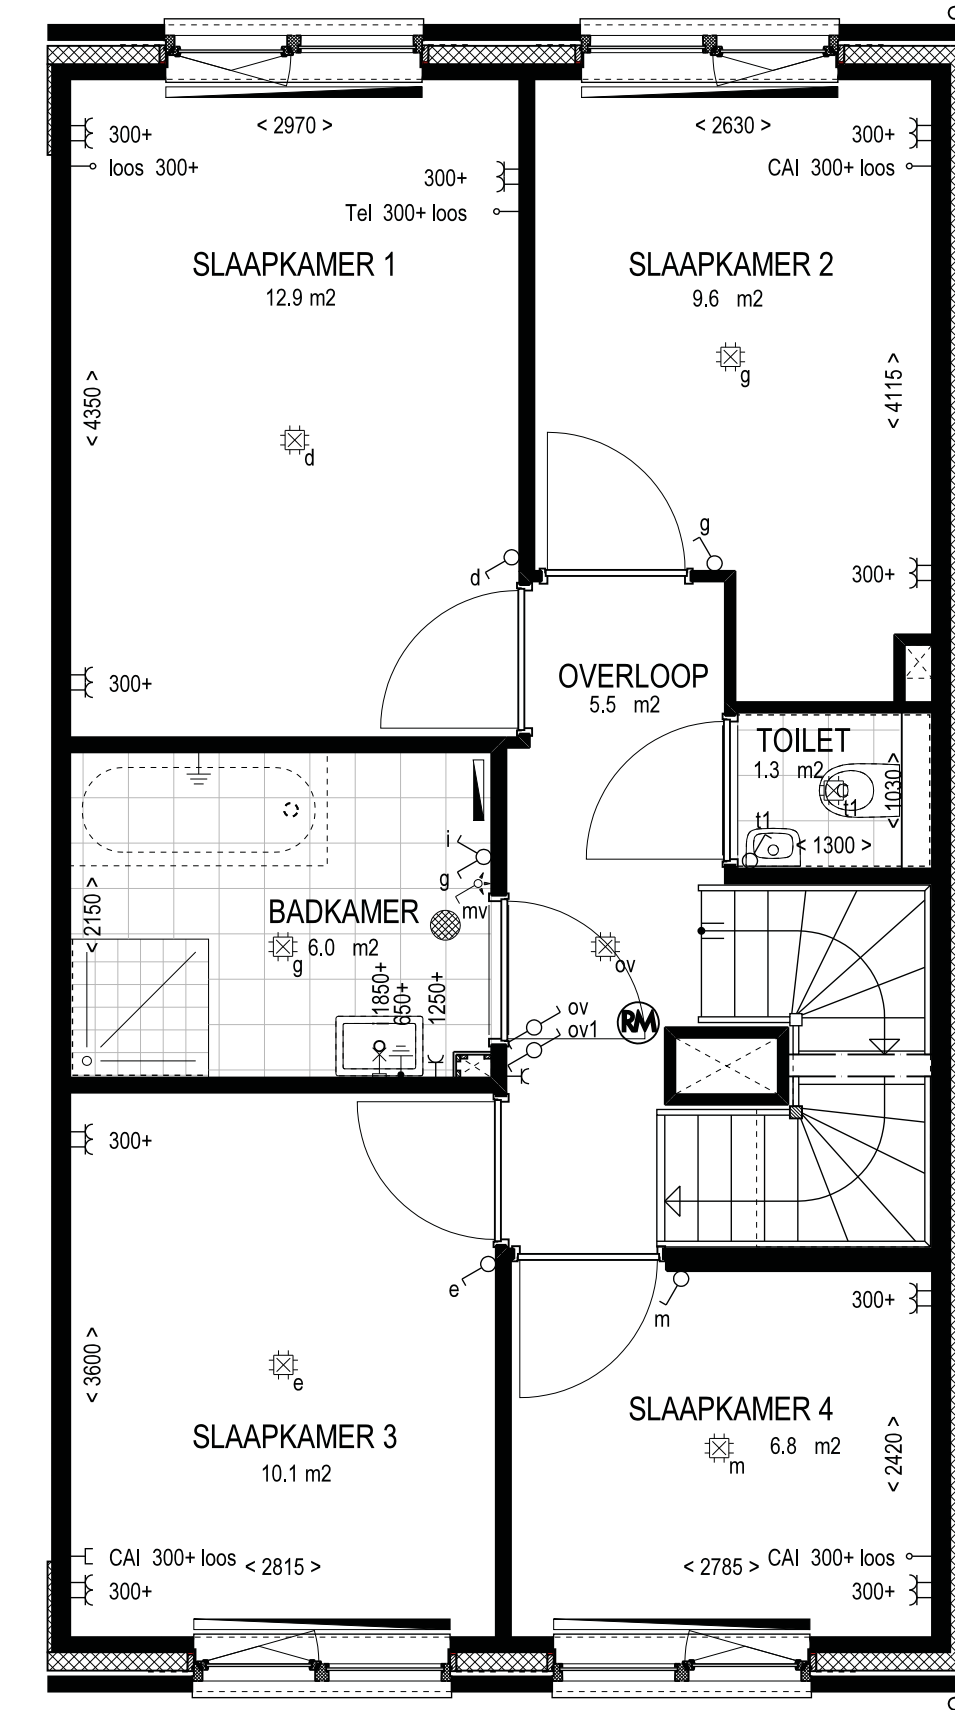 < 2970 >
< 2630 >
300+
300+
loos 300+
CAI 300+ loos
300+
Tel 300+ loos
SLAAPKAMER 1
12.9 m2
SLAAPKAMER 2
9.6 m2
g
< 4350 >
< 4115 >
d
g
d
300+
300+
OVERLOOP
5.5 m2
TOILET
1.3 m2
< 1030 >
t1
t1
< 1300 >
i
g
mv
< 2150 >
BADKAMER
6.0 m2
g
ov
1850+
650+
1250+
ov
ov1
RM
300+
e
m
300+
< 3600 >
e
SLAAPKAMER 3
10.1 m2
SLAAPKAMER 4
6.8 m2
m
< 2420 >
CAI 300+ loos
< 2815 >
< 2785 >
CAI 300+ loos
300+
300+